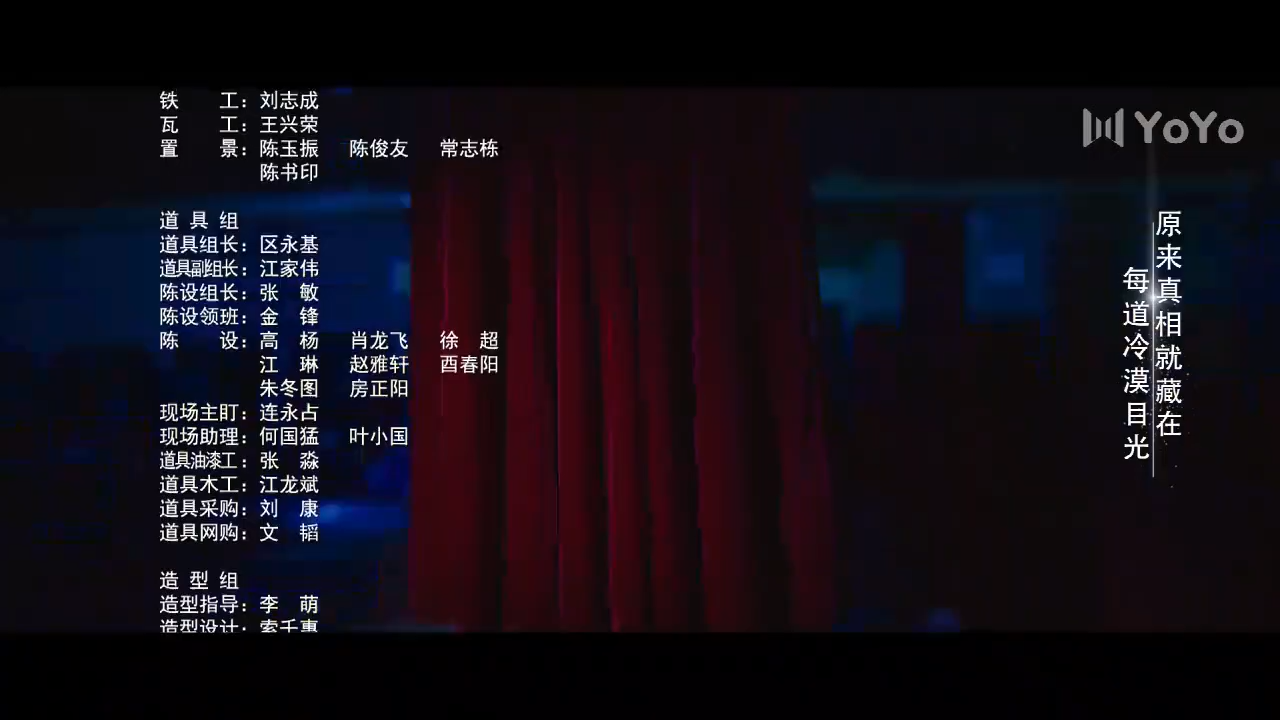 铁 工：刘志成
瓦 工：王兴荣
置 景：陈玉振 陈俊友 常志栋
陈书印
道 具 组
道具组长：区永基
道具副组长：江家伟
陈设组长：张 敏
陈设领班：金 锋
陈 设：高 杨 肖龙飞 徐 超
江 琳 赵雅轩 酉春阳
朱冬图 房正阳
现场主盯：连永占
现场助理：何国猛 叶小国
道具油漆工：张 淼
道具木工：江龙斌
道具采购：刘 康
道具网购：文 韬
造 型 组
造型指导：李 萌
造型设计：索千惠
YoYo
原来真相就藏在
每道冷漠目光